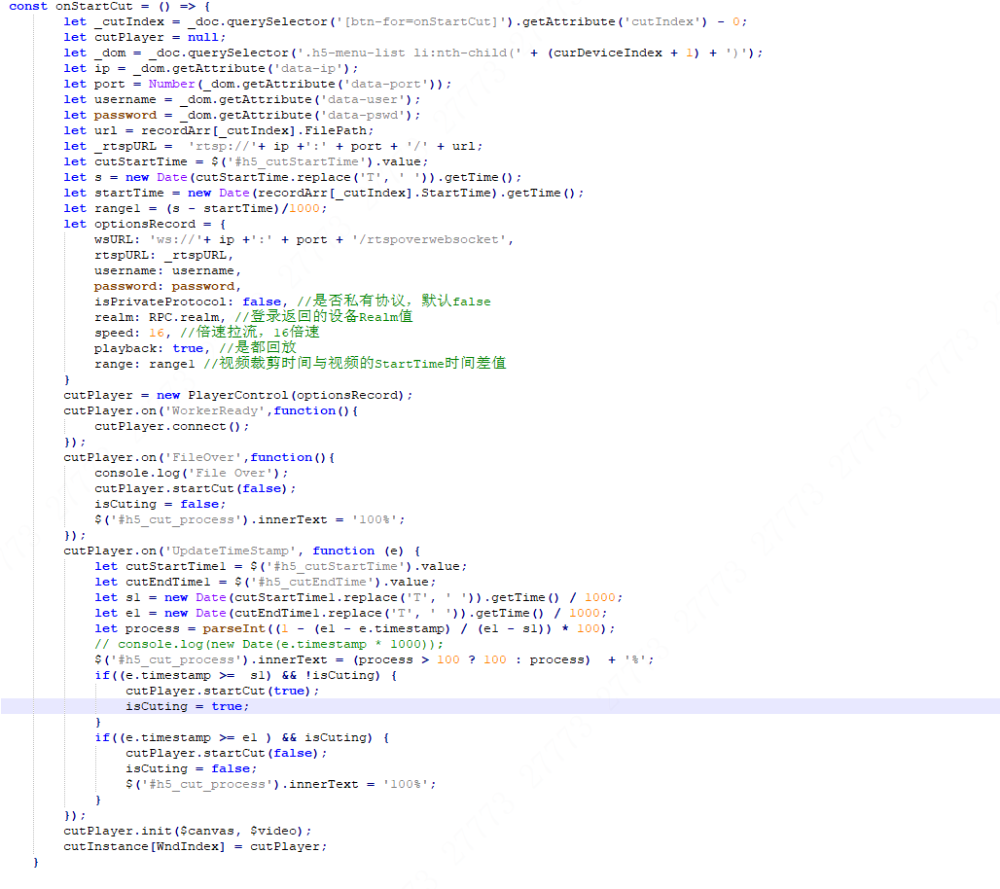 const onStartCut = () => {
let _cutIndex = _doc.querySelector('[btn-for=onStartCut]').getAttribute('cutIndex') - 0;
let cutPlayer = null;
let _dom = _doc.querySelector('.h5-menu-list li:nth-child(' + (curDeviceIndex + 1) + ')');
let ip = _dom.getAttribute('data-ip');
let port = Number(_dom.getAttribute('data-port'));
let username = _dom.getAttribute('data-user');
let password = _dom.getAttribute('data-pswd');
let url = recordArr[_cutIndex].FilePath;
let _rtspURL =  'rtsp://'+ ip +':' + port + '/' + url;
let cutStartTime = $('#h5_cutStartTime').value;
let s = new Date(cutStartTime.replace('T', ' ')).getTime();
let startTime = new Date(recordArr[_cutIndex].StartTime).getTime();
let range1 = (s - startTime)/1000;
let optionsRecord = {
wsURL: 'ws://'+ ip +':' + port + '/rtspoverwebsocket',
rtspURL: _rtspURL,
username: username,
password: password,
isPrivateProtocol: false, //是否私有协议，默认false
realm: RPC.realm, //登录返回的设备Realm值
speed: 16, //倍速拉流，16倍速
playback: true, //是都回放
range: range1 //视频裁剪时间与视频的StartTime时间差值
}
cutPlayer = new PlayerControl(optionsRecord);
cutPlayer.on('WorkerReady',function(){
cutPlayer.connect();
});
cutPlayer.on('FileOver',function(){
console.log('File Over');
cutPlayer.startCut(false);
isCuting = false;
$('#h5_cut_process').innerText = '100%';
});
cutPlayer.on('UpdateTimeStamp', function (e) {
let cutStartTime1 = $('#h5_cutStartTime').value;
let cutEndTime1 = $('#h5_cutEndTime').value;
let s1 = new Date(cutStartTime1.replace('T', ' ')).getTime() / 1000;
let e1 = new Date(cutEndTime1.replace('T', ' ')).getTime() / 1000;
let process = parseInt((1 - (e1 - e.timestamp) / (e1 - s1)) * 100);
// console.log(new Date(e.timestamp * 1000));
$('#h5_cut_process').innerText = (process > 100 ? 100 : process)  + '%';
if((e.timestamp >=  s1) && !isCuting) {
cutPlayer.startCut(true);
isCuting = true;
}
if((e.timestamp >= e1 ) && isCuting) {
cutPlayer.startCut(false);
isCuting = false;
$('#h5_cut_process').innerText = '100%';
}
});
cutPlayer.init($canvas, $video);
cutInstance[WndIndex] = cutPlayer;
}